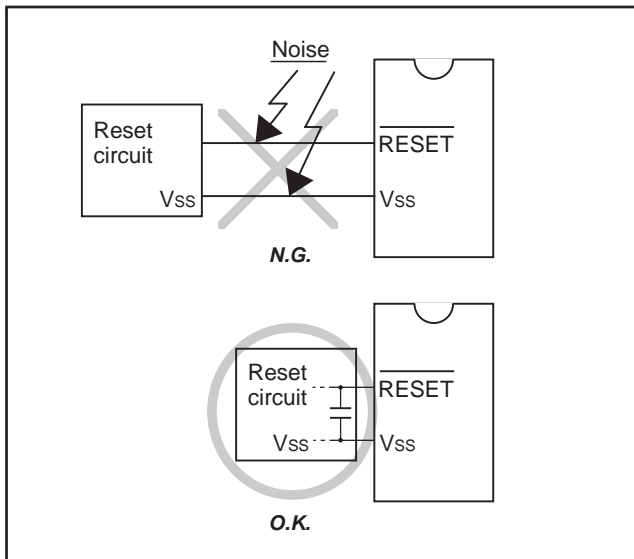 Noise
Reset
circuit
RESET
Vss
Vss
N.G.
Reset
circuit
RESET
Vss
Vss
O.K.